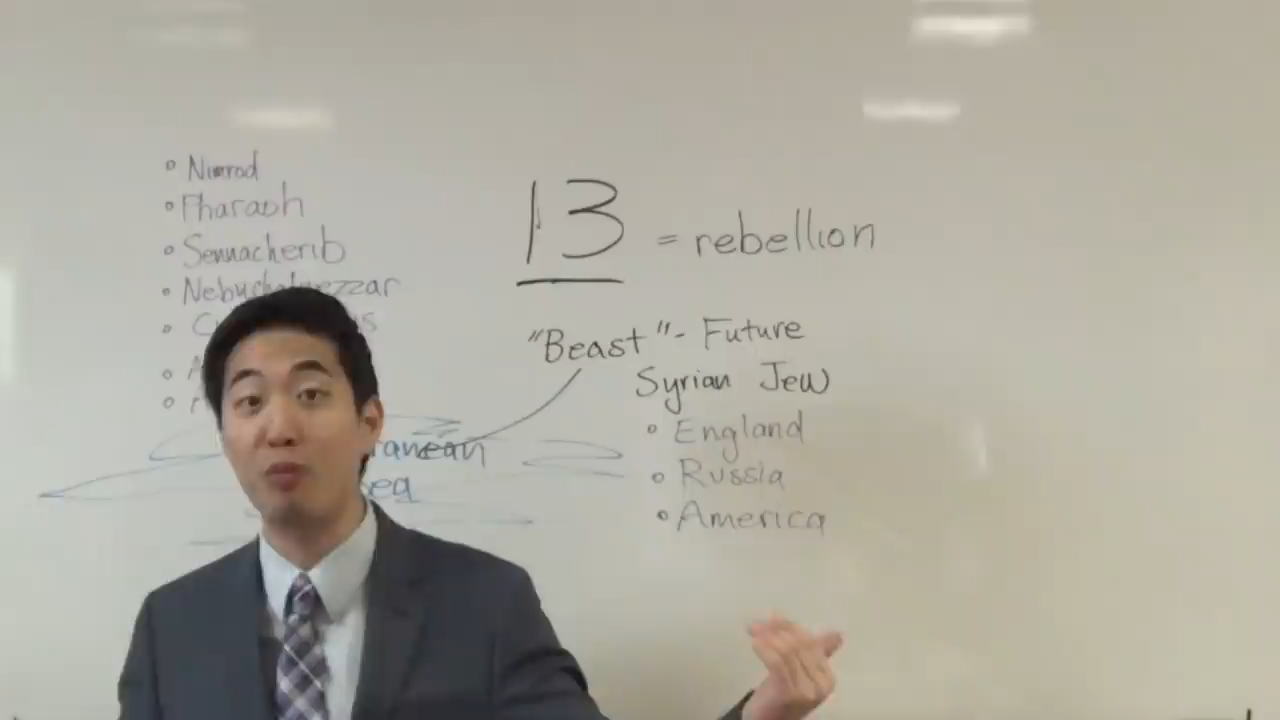 • Nimrod
• Pharaoh
• Sennacherib
• Nebuchadnezzar
13 = rebellion
"Beast" - Future
Syrian Jew
• England
• Russia
• America